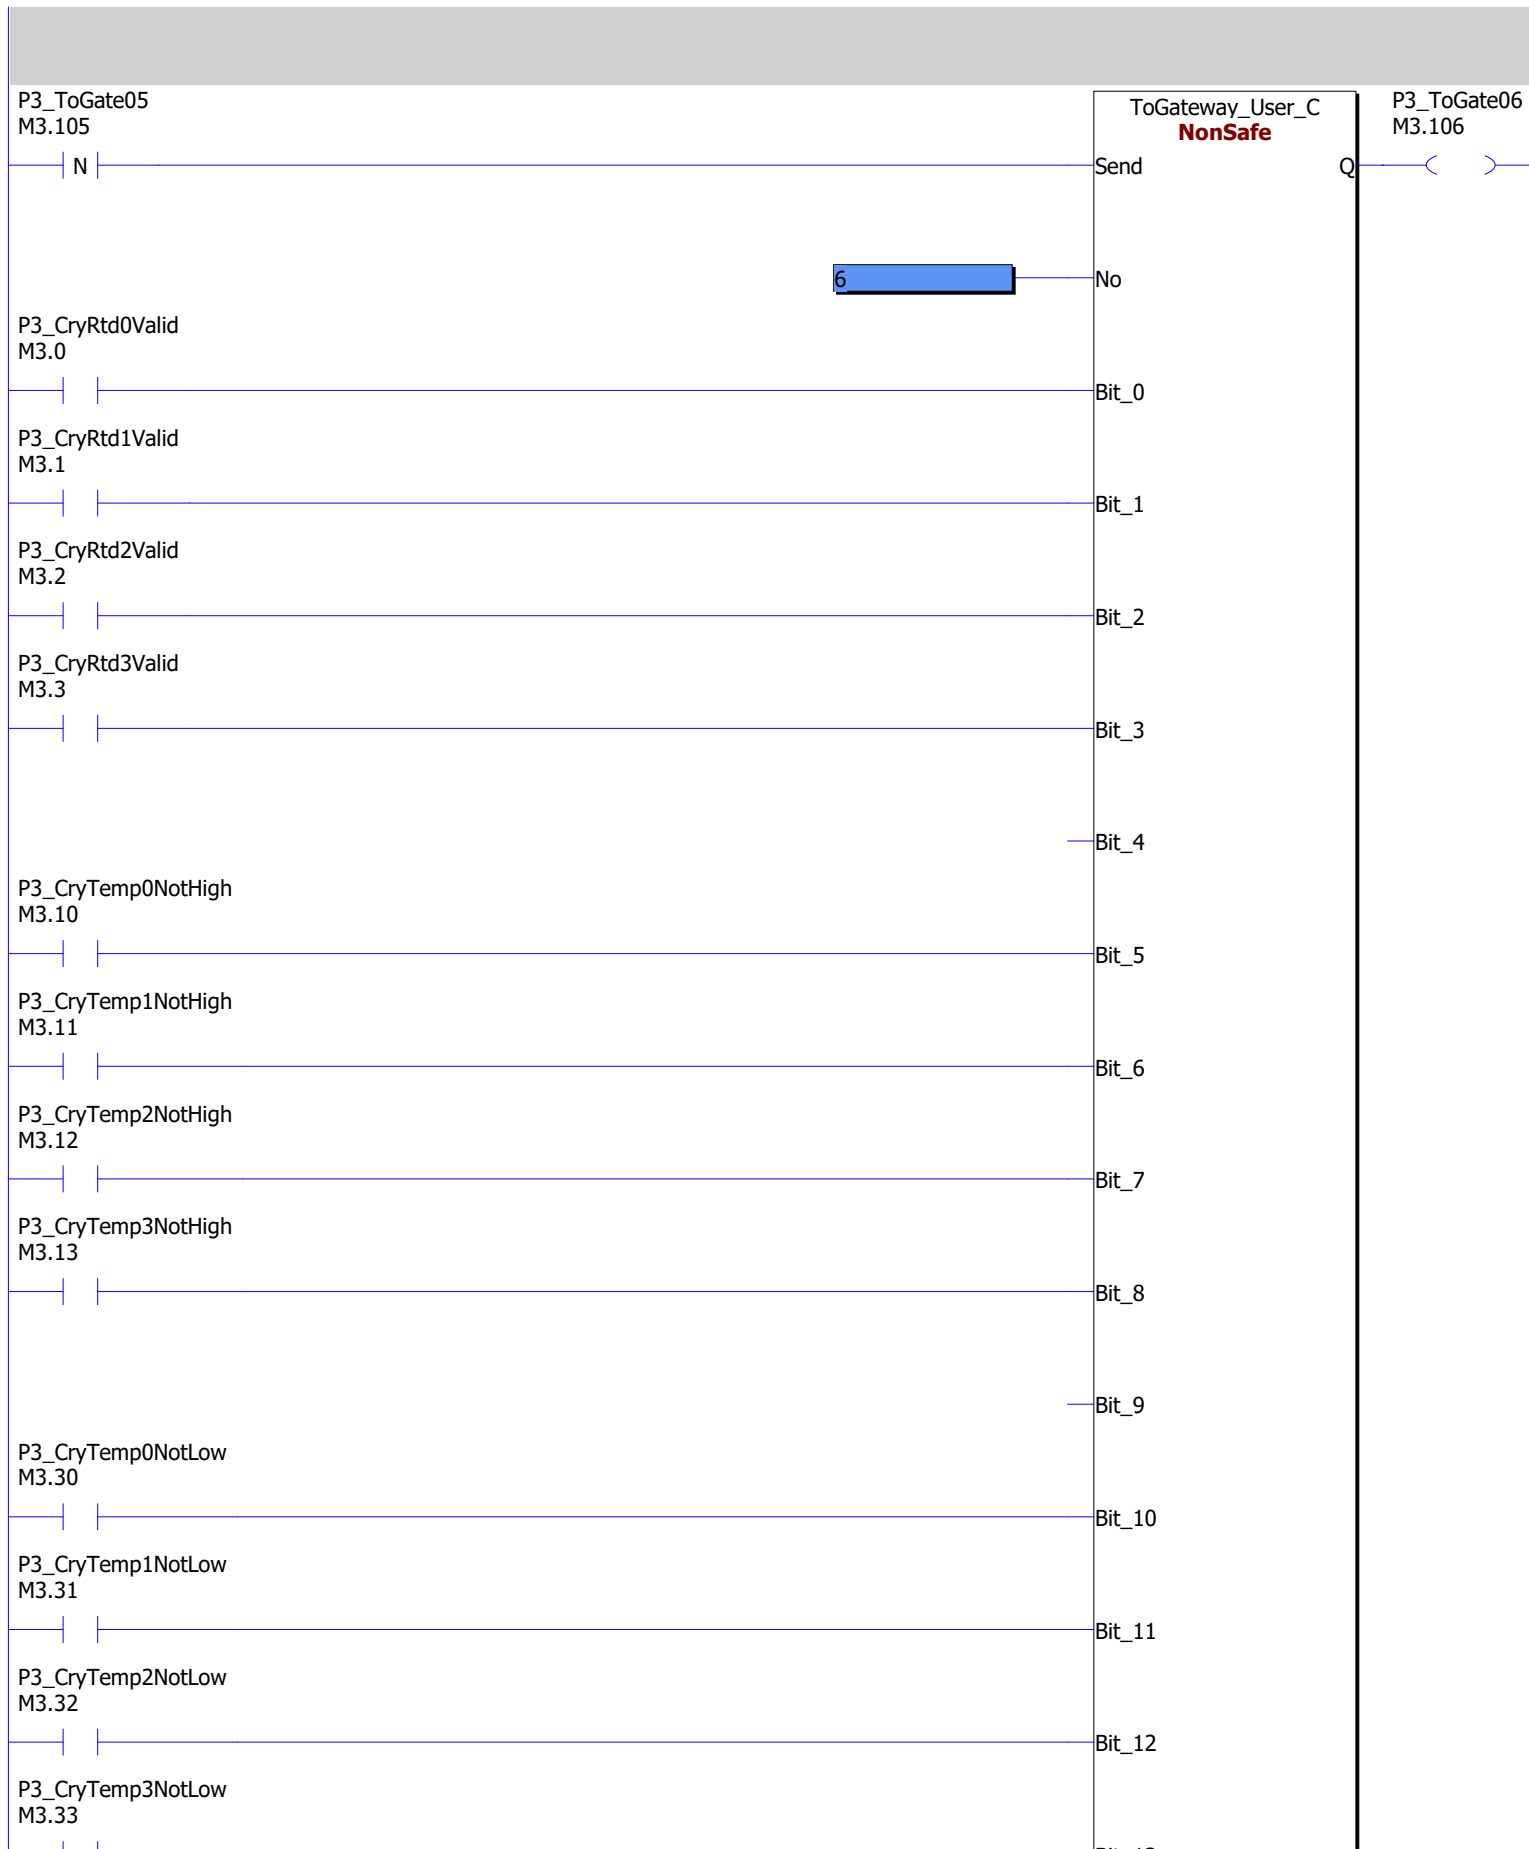 P3_ToGate05
M3.105
N
ToGateway_User_C
NonSafe
P3_ToGate06
M3.106
Send
Q
6
No
P3_CryRtd0Valid
M3.0
Bit_0
P3_CryRtd1Valid
M3.1
Bit_1
P3_CryRtd2Valid
M3.2
Bit_2
P3_CryRtd3Valid
M3.3
Bit_3
Bit_4
P3_CryTemp0NotHigh
M3.10
Bit_5
P3_CryTemp1NotHigh
M3.11
Bit_6
P3_CryTemp2NotHigh
M3.12
Bit_7
P3_CryTemp3NotHigh
M3.13
Bit_8
Bit_9
P3_CryTemp0NotLow
M3.30
Bit_10
P3_CryTemp1NotLow
M3.31
Bit_11
P3_CryTemp2NotLow
M3.32
Bit_12
P3_CryTemp3NotLow
M3.33